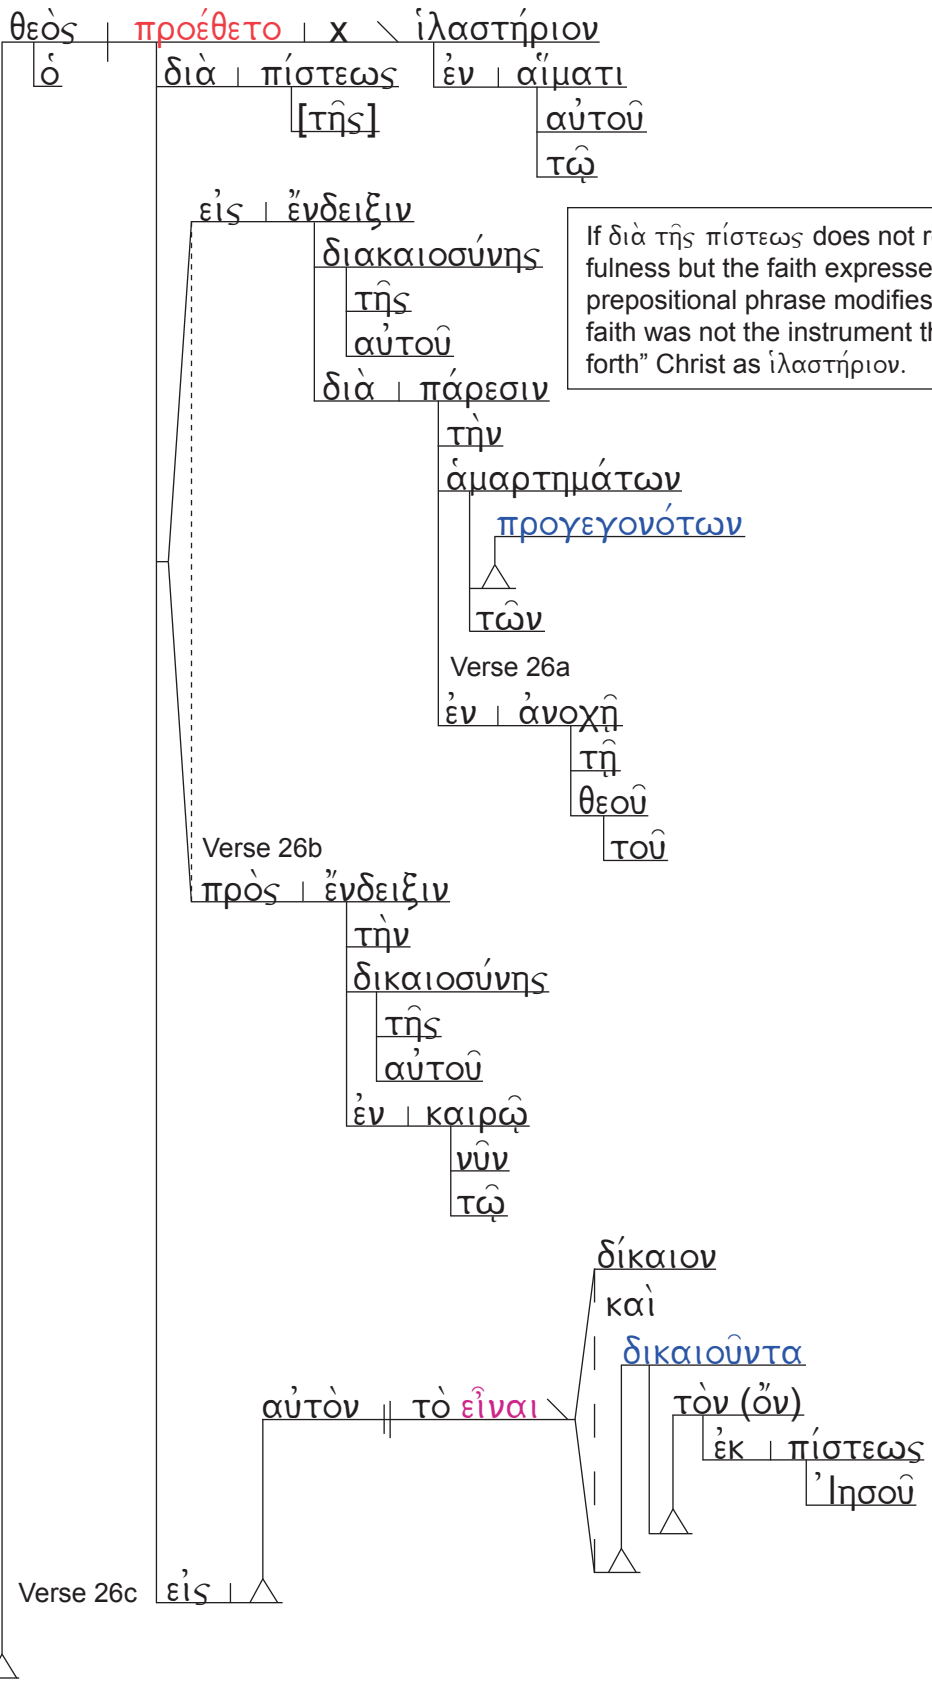 θεὸς προέθετο x ἱλαστήριον
ὁ διὰ πίστεως ἐν αἵματι
[τῆς] αὐτοῦ
τῷ
εἰς ἔνδειξιν
If διὰ τῆς πίστεως does not r
διακαιοσύνης fulness but the faith expresse
τῆς prepositional phrase modifies
αὐτοῦ faith was not the instrument th
διὰ πάρεσιν forth” Christ as ἱλαστήριον.
τὴν
ἁμαρτημάτων
προγεγονότων
τῶν
Verse 26a
ἐν ἀνοχῇ
τῇ
θεοῦ
τοῦ
Verse 26b
πρὸς ἔνδειξιν
τὴν
δικαιοσύνης
τῆς
αὐτοῦ
ἐν καιρῷ
νῦν
τῷ
δίκαιον
καὶ
δικαιοῦντα
αὐτὸν τὸ εἶναι τὸν (ὅν)
ἐκ πίστεως
Ἰησοῦ
Verse 26c εἰς